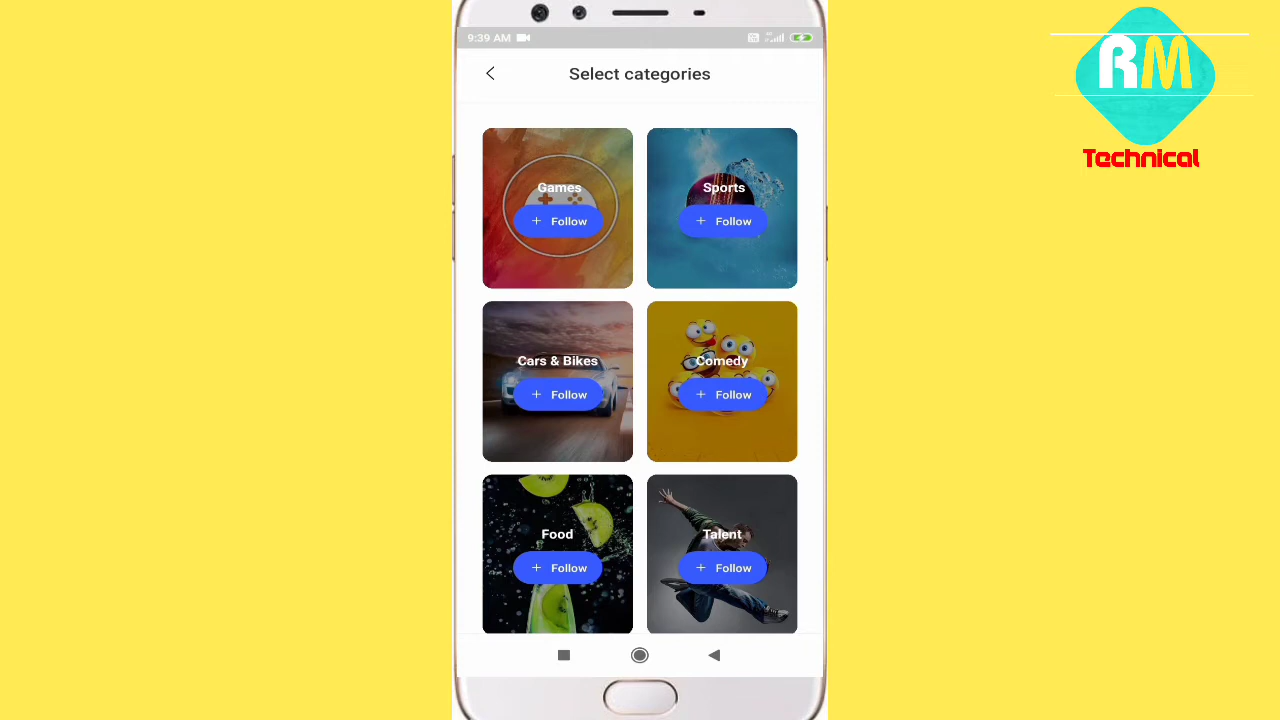 9:39 AM
Select categories
Games
+ Follow
Sports
+ Follow
Cars & Bikes
+ Follow
Comedy
+ Follow
Food
+ Follow
Talent
+ Follow
RM
Technical